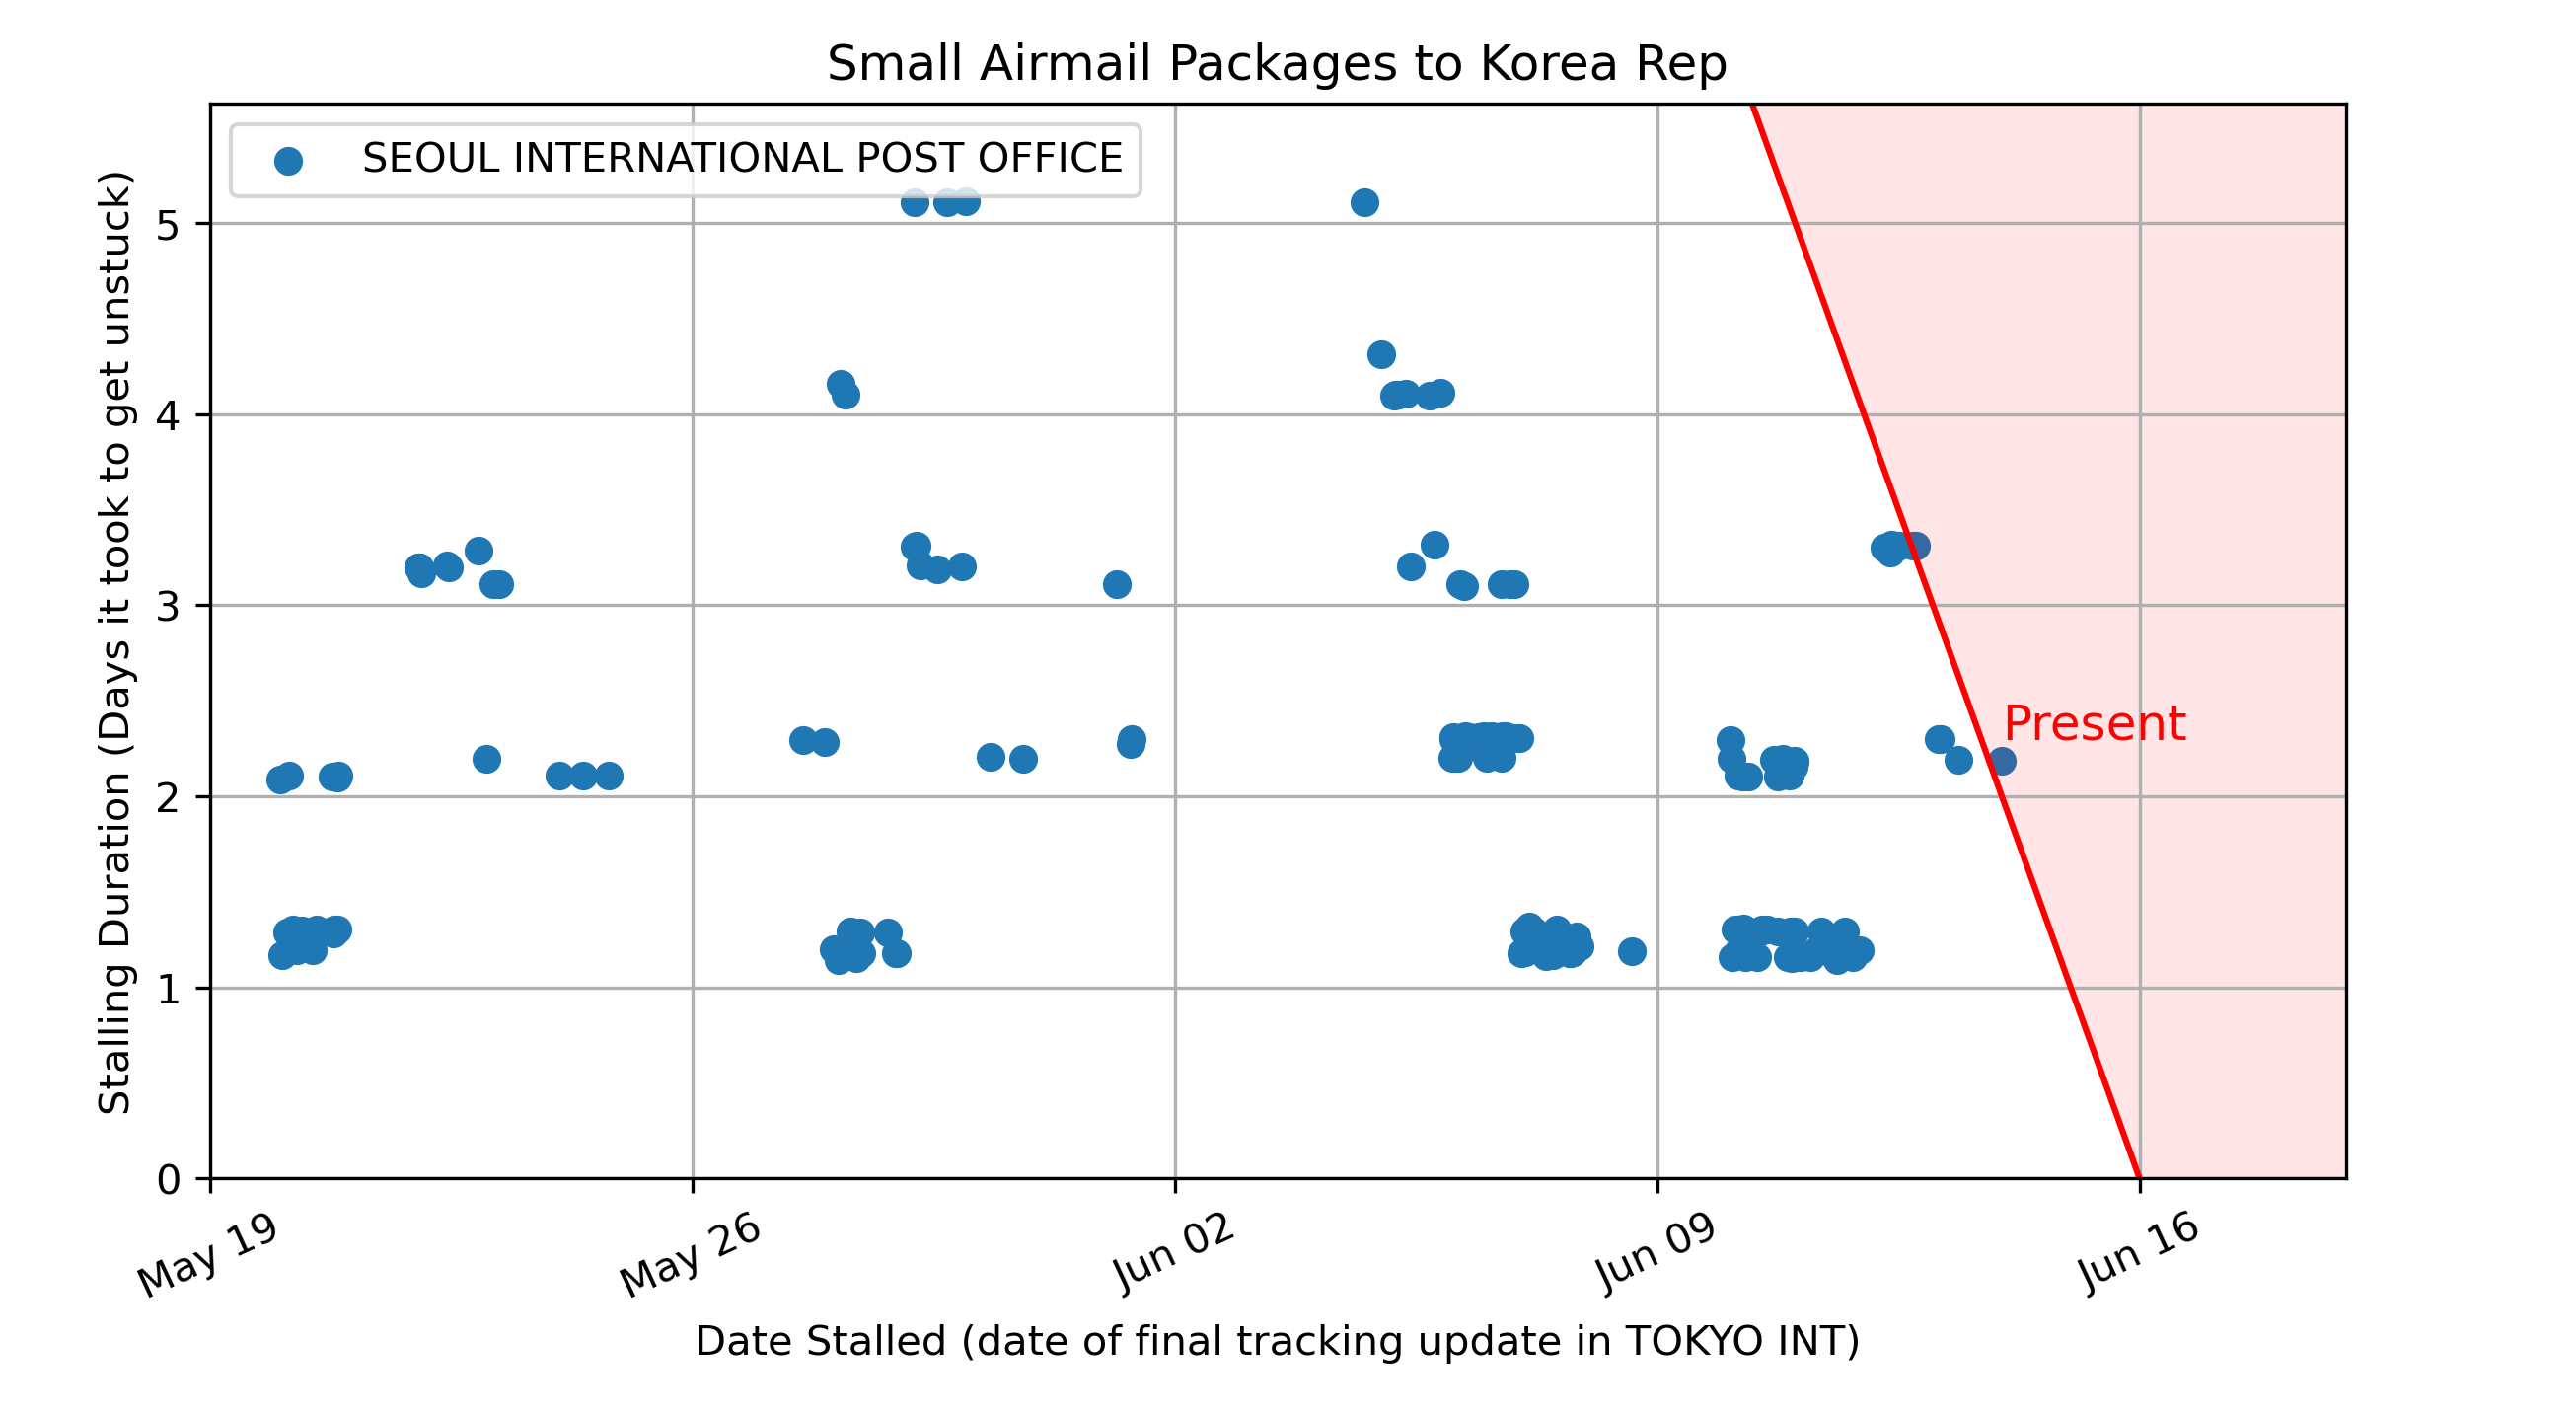 Small Airmail Packages to Korea Rep
SEOUL INTERNATIONAL POST OFFICE
Stalling Duration (Days it took to get unstuck)
5
4
3
2
1
0
Present
May 19
May 26
Jun 02
Jun 09
Jun 16
Date Stalled (date of final tracking update in TOKYO INT)